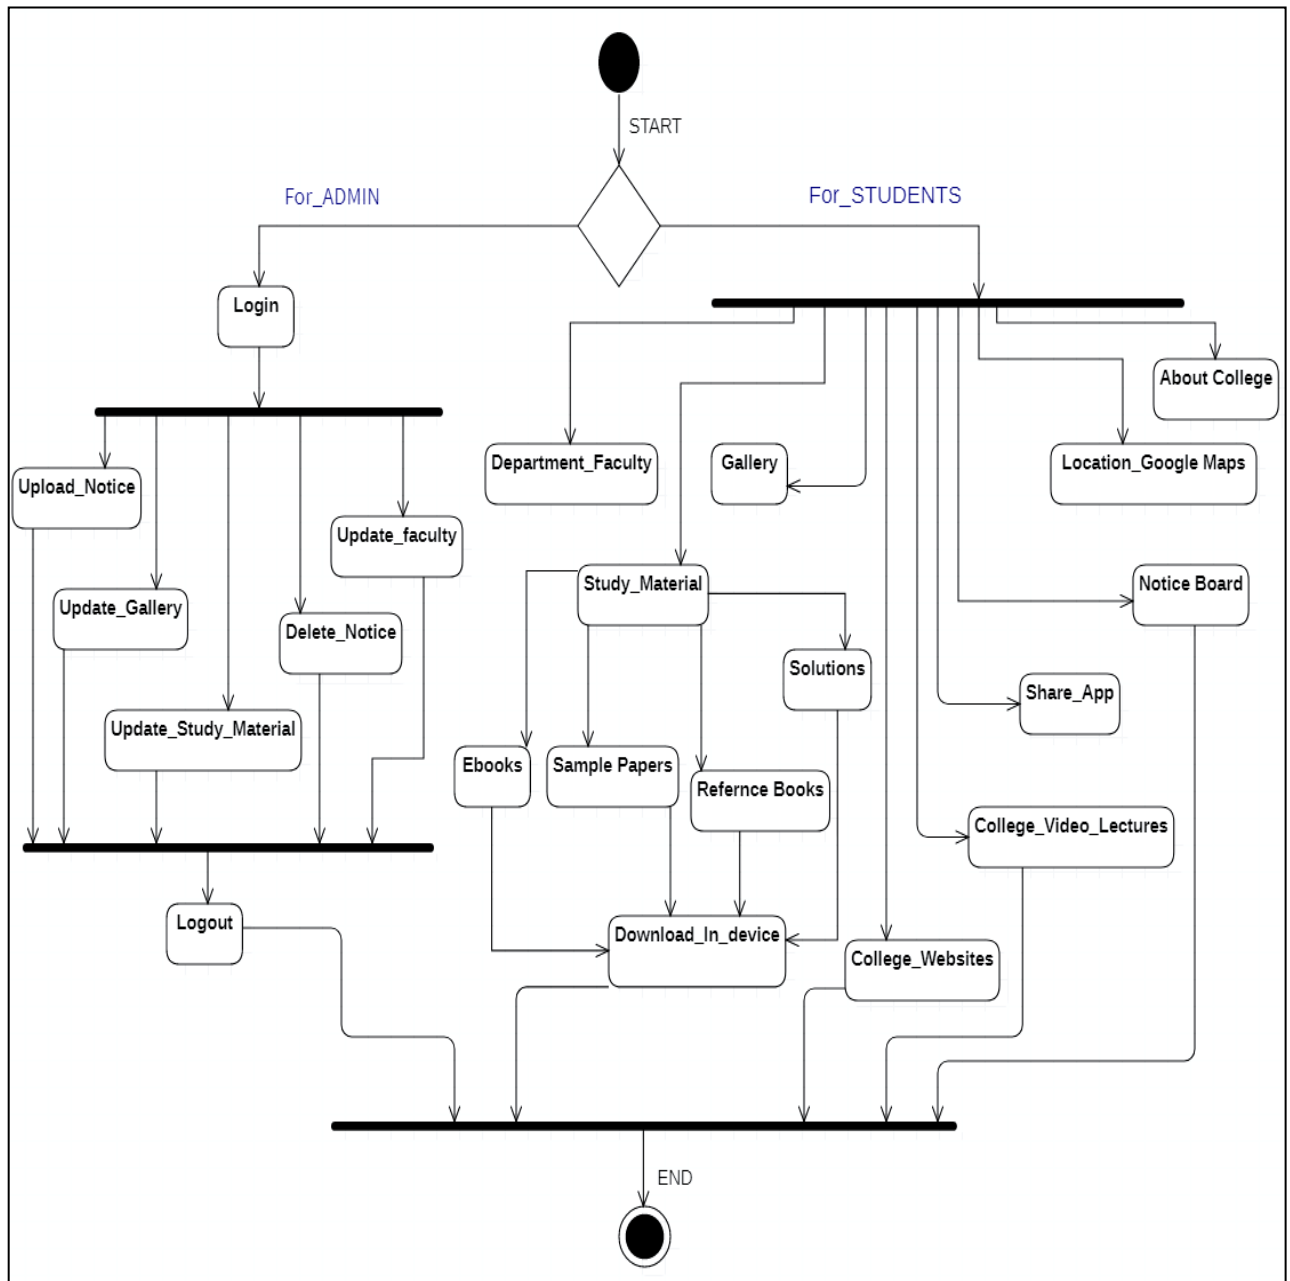 START
For_ADMIN
For_STUDENTS
Login
About College
Department_Faculty
Gallery
Location_Google Maps
Upload_Notice
Update_faculty
Update_Gallery
Delete_Notice
Study_Material
Notice Board
Solutions
Share_App
Update_Study_Material
Ebooks
Sample Papers
Refernce Books
College_Video_Lectures
Logout
Download_In_device
College_Websites
END